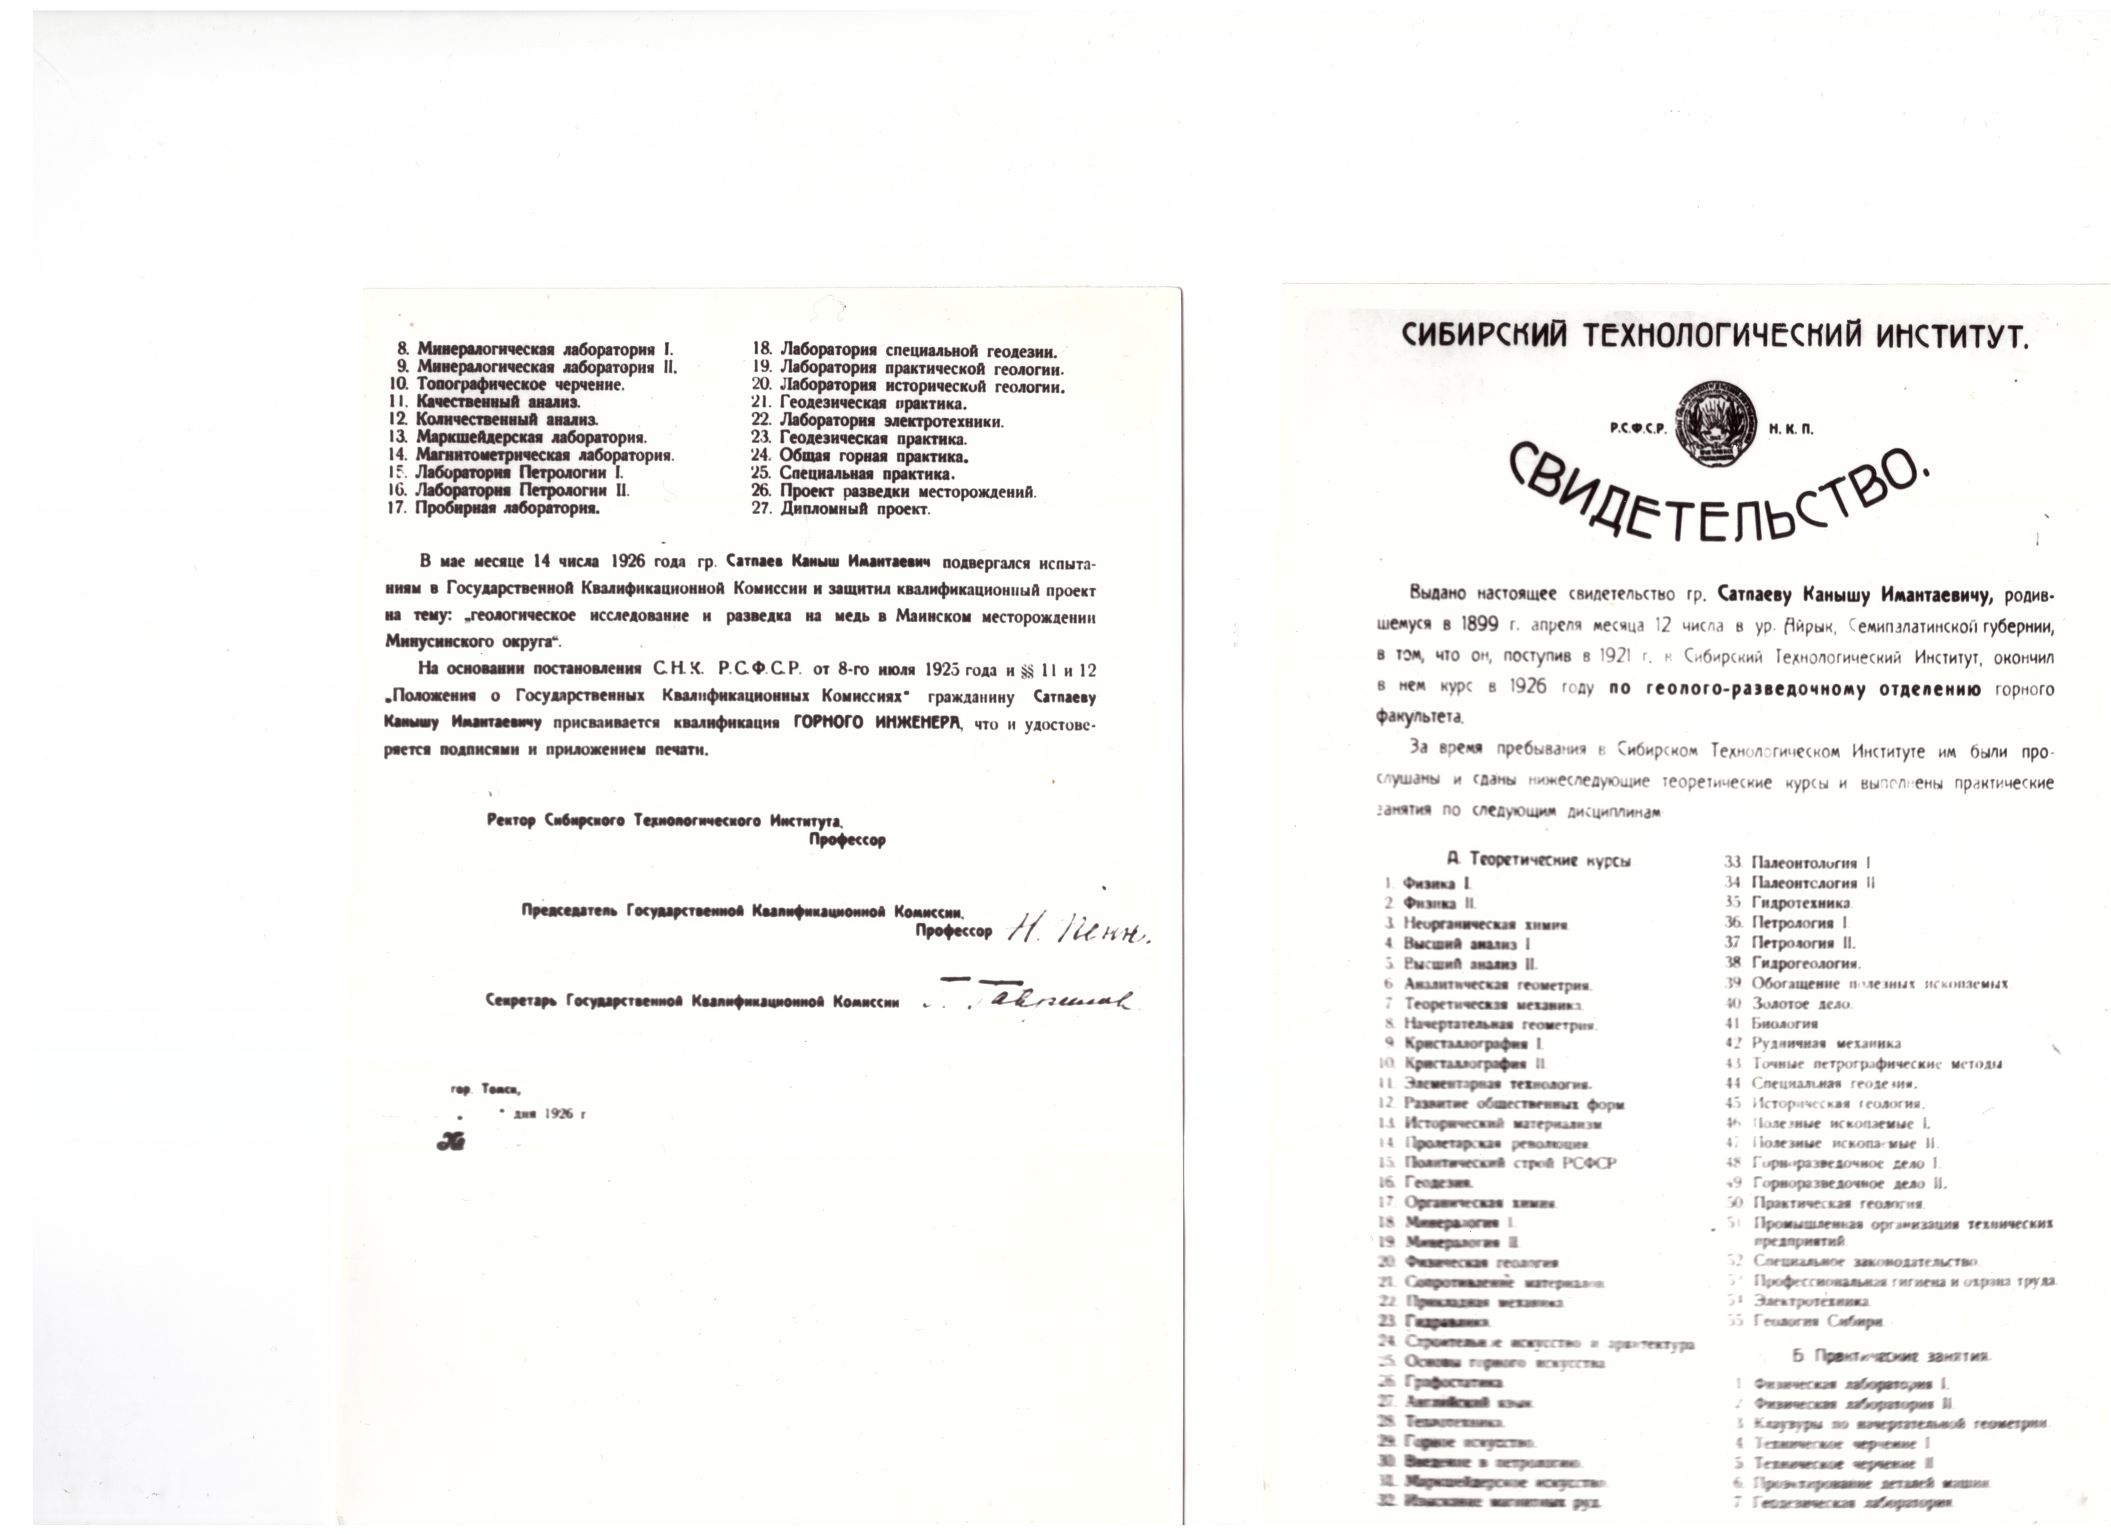 8. Минералогическая лаборатория I.
9. Минералогическая лаборатория II.
10. Топографическое черчение.
11. Качественный анализ.
12. Количественный анализ.
13. Маркшейдерская лаборатория.
14. Магнитометрическая лаборатория.
15. Лаборатория Петрологии I.
16. Лаборатория Петрологии II.
17. Пробирная лаборатория.
18. Лаборатория специальной геодезии.
19. Лаборатория практической геологии.
20. Лаборатория исторической геологии.
21. Геодезическая практика.
22. Лаборатория электротехники.
23. Геодезическая практика.
24. Общая горная практика.
25. Специальная практика.
26. Проект разведки месторождений.
27. Дипломный проект.
В мае месяце 14 числа 1926 года гр. Сатпаев Каныш Имантаевич подвергался испыта-
ниям в Государственной Квалификационной Комиссии и защитил квалификационный проект
на тему: „геологическое исследование и разведка на медь в Маинском месторождении
Минусинского округа“.
На основании постановления С.Н.К. Р.С.Ф.С.Р. от 8-го июля 1925 года и §§ 11 и 12
„Положения о Государственных Квалификационных Комиссиях“ гражданину Сатпаеву
Канышу Имантаевичу присваивается квалификация ГОРНОГО ИНЖЕНЕРА, что и удостове-
ряется подписями и приложением печати.
Ректор Сибирского Технологического Института,
Профессор
Председатель Государственной Квалификационной Комиссии,
Профессор Н. Пенн.
Секретарь Государственной Квалификационной Комиссии
гор. Томск,
" " дня 1926 г
№
СИБИРСКИЙ ТЕХНОЛОГИЧЕСКИЙ ИНСТИТУТ.
Р.С.Ф.С.Р. Н. К. П.
СВИДЕТЕЛЬСТВО.
Выдано настоящее свидетельство гр. Сатпаеву Канышу Имантаевичу, родив-
шемуся в 1899 г. апреля месяца 12 числа в ур. Айрык, Семипалатинской губернии,
в том, что он, поступив в 1921 г. в Сибирский Технологический Институт, окончил
в нем курс в 1926 году по геолого-разведочному отделению горного
факультета.
За время пребывания в Сибирском Технологическом Институте им были про-
слушаны и сданы нижеследующие теоретические курсы и выполнены практические
занятия по следующим дисциплинам
А. Теоретические курсы
1. Физика I.
2. Физика II.
3. Неорганическая химия.
4. Высший анализ I
5. Высший анализ II.
6. Аналитическая геометрия.
7. Теоретическая механика.
8. Начертательная геометрия.
9. Кристаллография I.
10. Кристаллография II.
11. Элементарная технология.
12. Развитие общественных форм
13. Исторический материализм
14. Пролетарская революция.
15. Политический строй РСФСР
16. Геодезия.
17. Органическая химия.
18. Минералогия I.
19. Минералогия II.
20. Физическая геология
21. Сопротивление материалов
22. Прикладная механика
23. Гидравлика.
24. Строительное искусство и архитектура
25. Основы горного искусства
26. Графостатика
27. Английский язык
28. Теплотехника.
29. Горное искусство.
30. Введение в петрологию.
31. Маркшейдерское искусство
32. Изыскание магнитных руд.
33. Палеонтология I
34. Палеонтология II
35. Гидротехника
36. Петрология I.
37. Петрология II.
38. Гидрогеология.
39. Обогащение полезных ископаемых
40. Золотое дело.
41. Биология
42. Рудничная механика
43. Точные петрографические методы
44. Специальная геодезия.
45. Историческая геология.
46. Полезные ископаемые I.
47. Полезные ископаемые II.
48. Горноразведочное дело I.
49. Горноразведочное дело II.
50. Практическая геология.
51. Промышленная организация технических
предприятий
52. Специальное законодательство.
53. Профессиональная гигиена и охрана труда
54. Электротехника
55. Геология Сибири
Б Практические занятия.
1. Физическая лаборатория I.
2. Физическая лаборатория II
3. Клаузуры по начертательной геометрии.
4. Техническое черчение I
5. Техническое черчение II
6. Проектирование деталей машин
7. Геодезическая лаборатория